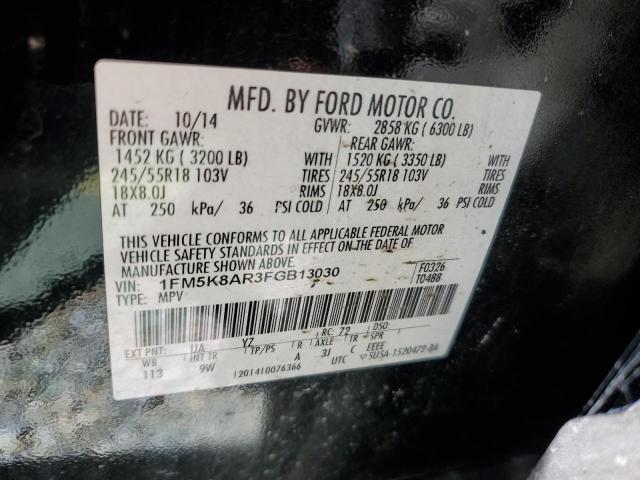 MFD. BY FORD MOTOR CO.
DATE: 10/14 GVWR: 2858 KG ( 6300 LB)
FRONT GAWR: REAR GAWR:
1452 KG ( 3200 LB) WITH 1520 KG ( 3350 LB) WITH
245/55R18 103V TIRES 245/55R18 103V TIRES
18X8.0J RIMS 18X8.0J RIMS
AT 250 kPa/ 36 PSI COLD AT 250 kPa/ 36 PSI COLD
THIS VEHICLE CONFORMS TO ALL APPLICABLE FEDERAL MOTOR
VEHICLE SAFETY STANDARDS IN EFFECT ON THE DATE OF
MANUFACTURE SHOWN ABOVE.
VIN: 1FM5K8AR3FGB13030 F0326
TYPE: MPV T04BB
EXT PNT: UA YZ RC: 72 DSO:
WB INT TR TP/PS R AXLE TR SPR
113 9W A 3J C EEEE
1201410076366 UTC 5USA-1520472-BA